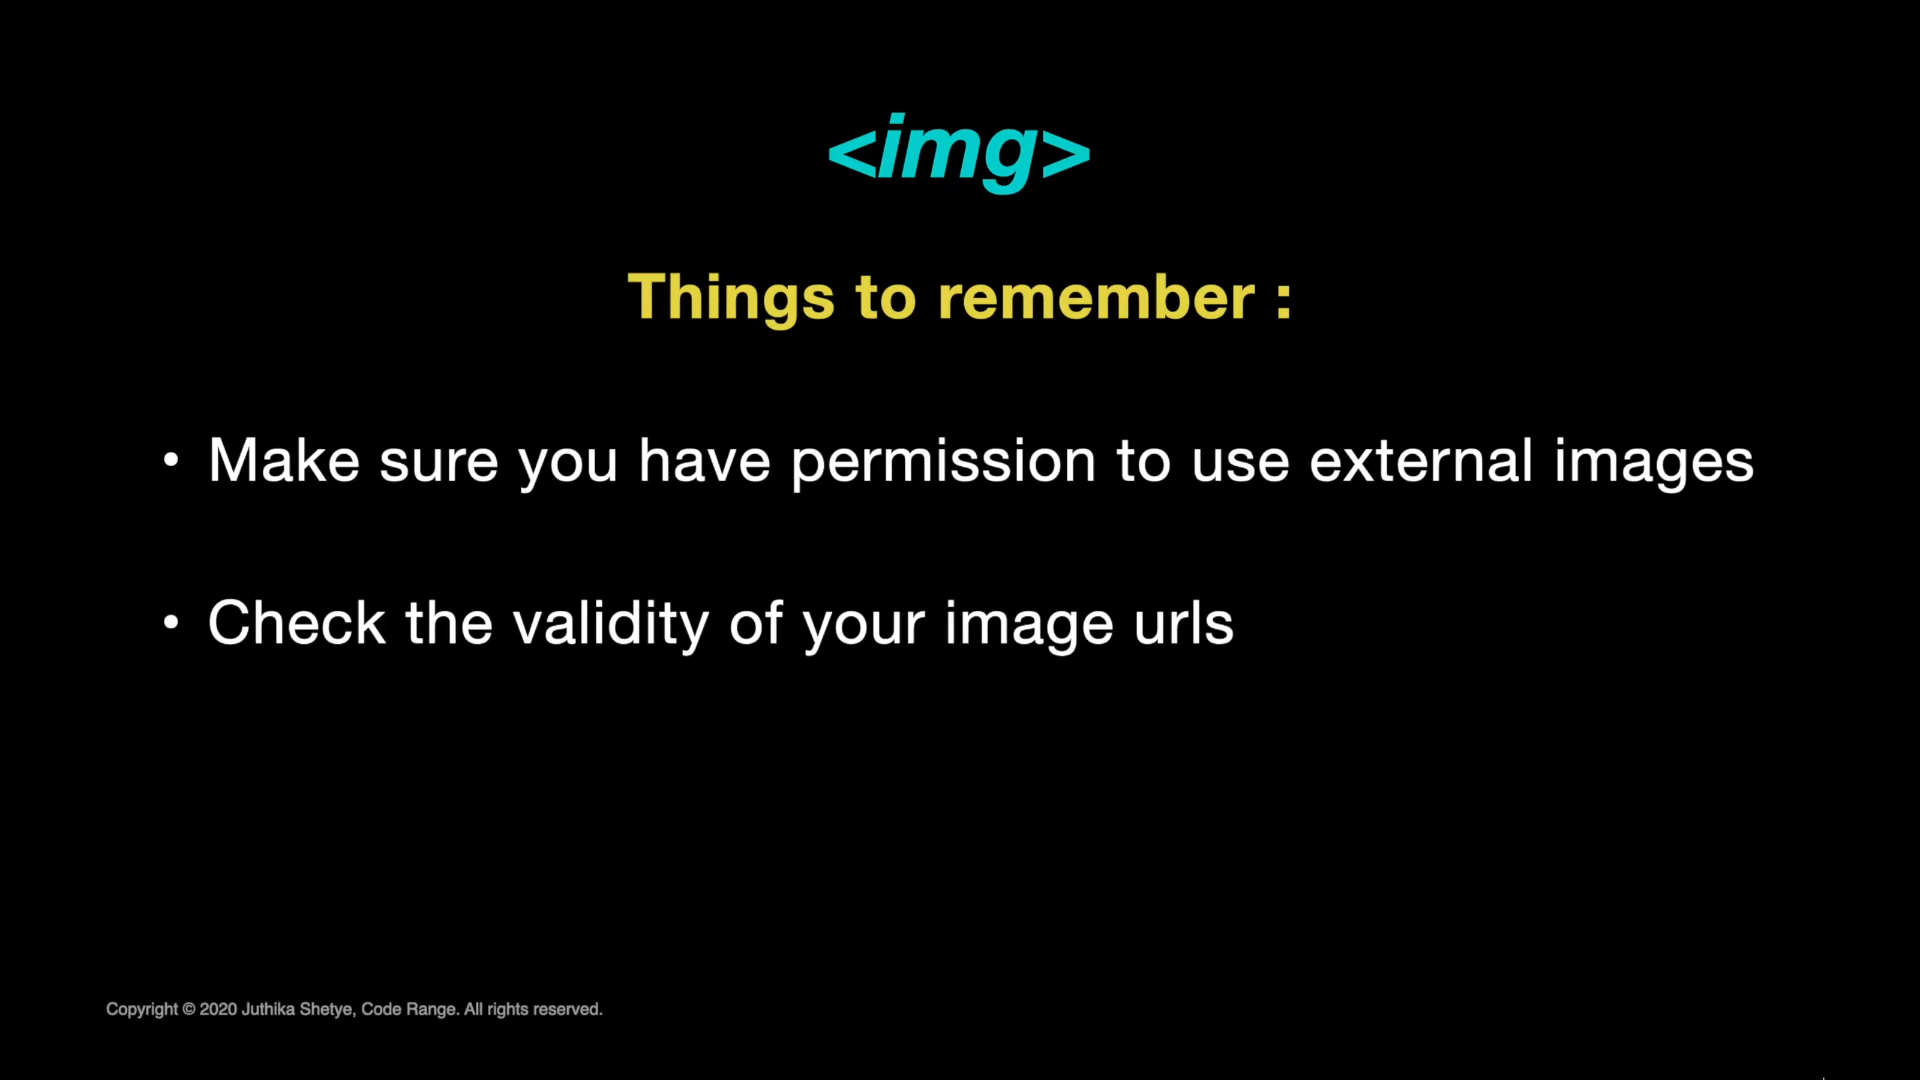 <img>
Things to remember :
• Make sure you have permission to use external images
• Check the validity of your image urls
Copyright © 2020 Juthika Shetye, Code Range. All rights reserved.